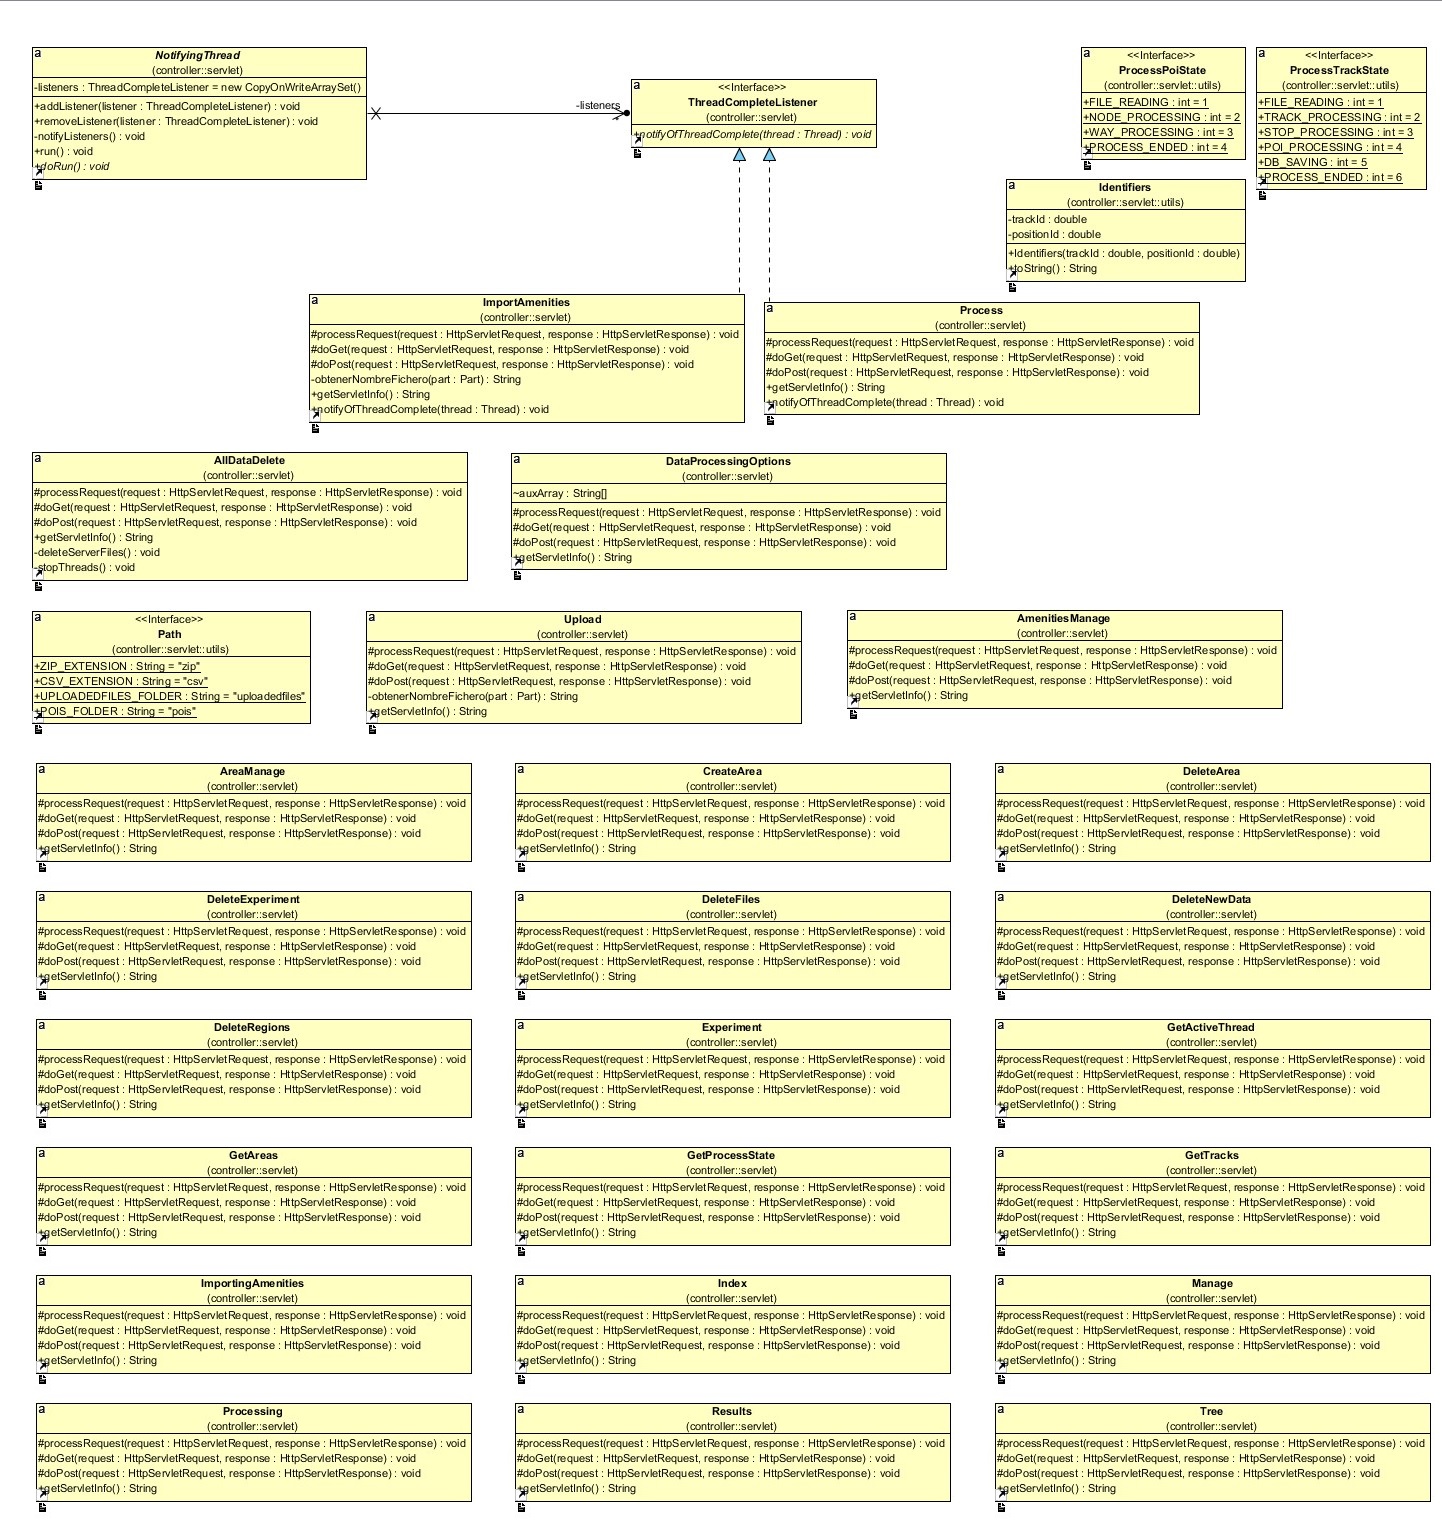 a
NotifyingThread
(controller::servlet)
-listeners : ThreadCompleteListener = new CopyOnWriteArraySet()
+addListener(listener : ThreadCompleteListener) : void
+removeListener(listener : ThreadCompleteListener) : void
-notifyListeners() : void
+run() : void
+doRun() : void
-listeners
a
<<Interface>>
ThreadCompleteListener
(controller::servlet)
+notifyOfThreadComplete(thread : Thread) : void
a
<<Interface>>
ProcessPoiState
(controller::servlet::utils)
+FILE_READING : int = 1
+NODE_PROCESSING : int = 2
+WAY_PROCESSING : int = 3
+PROCESS_ENDED : int = 4
a
<<Interface>>
ProcessTrackState
(controller::servlet::utils)
+FILE_READING : int = 1
+TRACK_PROCESSING : int = 2
+STOP_PROCESSING : int = 3
+POI_PROCESSING : int = 4
+DB_SAVING : int = 5
+PROCESS_ENDED : int = 6
a
Identifiers
(controller::servlet::utils)
-trackId : double
-positionId : double
+Identifiers(trackId : double, positionId : double)
+toString() : String
a
ImportAmenities
(controller::servlet)
#processRequest(request : HttpServletRequest, response : HttpServletResponse) : void
#doGet(request : HttpServletRequest, response : HttpServletResponse) : void
#doPost(request : HttpServletRequest, response : HttpServletResponse) : void
-obtenerNombreFichero(part : Part) : String
+getServletInfo() : String
+notifyOfThreadComplete(thread : Thread) : void
a
Process
(controller::servlet)
#processRequest(request : HttpServletRequest, response : HttpServletResponse) : void
#doGet(request : HttpServletRequest, response : HttpServletResponse) : void
#doPost(request : HttpServletRequest, response : HttpServletResponse) : void
+getServletInfo() : String
+notifyOfThreadComplete(thread : Thread) : void
a
AllDataDelete
(controller::servlet)
#processRequest(request : HttpServletRequest, response : HttpServletResponse) : void
#doGet(request : HttpServletRequest, response : HttpServletResponse) : void
#doPost(request : HttpServletRequest, response : HttpServletResponse) : void
+getServletInfo() : String
-deleteServerFiles() : void
-stopThreads() : void
a
DataProcessingOptions
(controller::servlet)
~auxArray : String[]
#processRequest(request : HttpServletRequest, response : HttpServletResponse) : void
#doGet(request : HttpServletRequest, response : HttpServletResponse) : void
#doPost(request : HttpServletRequest, response : HttpServletResponse) : void
+getServletInfo() : String
a
<<Interface>>
Path
(controller::servlet::utils)
+ZIP_EXTENSION : String = "zip"
+CSV_EXTENSION : String = "csv"
+UPLOADEDFILES_FOLDER : String = "uploadedfiles"
+POIS_FOLDER : String = "pois"
a
Upload
(controller::servlet)
#processRequest(request : HttpServletRequest, response : HttpServletResponse) : void
#doGet(request : HttpServletRequest, response : HttpServletResponse) : void
#doPost(request : HttpServletRequest, response : HttpServletResponse) : void
-obtenerNombreFichero(part : Part) : String
+getServletInfo() : String
a
AmenitiesManage
(controller::servlet)
#processRequest(request : HttpServletRequest, response : HttpServletResponse) : void
#doGet(request : HttpServletRequest, response : HttpServletResponse) : void
#doPost(request : HttpServletRequest, response : HttpServletResponse) : void
+getServletInfo() : String
a
AreaManage
(controller::servlet)
#processRequest(request : HttpServletRequest, response : HttpServletResponse) : void
#doGet(request : HttpServletRequest, response : HttpServletResponse) : void
#doPost(request : HttpServletRequest, response : HttpServletResponse) : void
+getServletInfo() : String
a
CreateArea
(controller::servlet)
#processRequest(request : HttpServletRequest, response : HttpServletResponse) : void
#doGet(request : HttpServletRequest, response : HttpServletResponse) : void
#doPost(request : HttpServletRequest, response : HttpServletResponse) : void
+getServletInfo() : String
a
DeleteArea
(controller::servlet)
#processRequest(request : HttpServletRequest, response : HttpServletResponse) : void
#doGet(request : HttpServletRequest, response : HttpServletResponse) : void
#doPost(request : HttpServletRequest, response : HttpServletResponse) : void
+getServletInfo() : String
a
DeleteExperiment
(controller::servlet)
#processRequest(request : HttpServletRequest, response : HttpServletResponse) : void
#doGet(request : HttpServletRequest, response : HttpServletResponse) : void
#doPost(request : HttpServletRequest, response : HttpServletResponse) : void
+getServletInfo() : String
a
DeleteFiles
(controller::servlet)
#processRequest(request : HttpServletRequest, response : HttpServletResponse) : void
#doGet(request : HttpServletRequest, response : HttpServletResponse) : void
#doPost(request : HttpServletRequest, response : HttpServletResponse) : void
+getServletInfo() : String
a
DeleteNewData
(controller::servlet)
#processRequest(request : HttpServletRequest, response : HttpServletResponse) : void
#doGet(request : HttpServletRequest, response : HttpServletResponse) : void
#doPost(request : HttpServletRequest, response : HttpServletResponse) : void
+getServletInfo() : String
a
DeleteRegions
(controller::servlet)
#processRequest(request : HttpServletRequest, response : HttpServletResponse) : void
#doGet(request : HttpServletRequest, response : HttpServletResponse) : void
#doPost(request : HttpServletRequest, response : HttpServletResponse) : void
+getServletInfo() : String
a
Experiment
(controller::servlet)
#processRequest(request : HttpServletRequest, response : HttpServletResponse) : void
#doGet(request : HttpServletRequest, response : HttpServletResponse) : void
#doPost(request : HttpServletRequest, response : HttpServletResponse) : void
+getServletInfo() : String
a
GetActiveThread
(controller::servlet)
#processRequest(request : HttpServletRequest, response : HttpServletResponse) : void
#doGet(request : HttpServletRequest, response : HttpServletResponse) : void
#doPost(request : HttpServletRequest, response : HttpServletResponse) : void
+getServletInfo() : String
a
GetAreas
(controller::servlet)
#processRequest(request : HttpServletRequest, response : HttpServletResponse) : void
#doGet(request : HttpServletRequest, response : HttpServletResponse) : void
#doPost(request : HttpServletRequest, response : HttpServletResponse) : void
+getServletInfo() : String
a
GetProcessState
(controller::servlet)
#processRequest(request : HttpServletRequest, response : HttpServletResponse) : void
#doGet(request : HttpServletRequest, response : HttpServletResponse) : void
#doPost(request : HttpServletRequest, response : HttpServletResponse) : void
+getServletInfo() : String
a
GetTracks
(controller::servlet)
#processRequest(request : HttpServletRequest, response : HttpServletResponse) : void
#doGet(request : HttpServletRequest, response : HttpServletResponse) : void
#doPost(request : HttpServletRequest, response : HttpServletResponse) : void
+getServletInfo() : String
a
ImportingAmenities
(controller::servlet)
#processRequest(request : HttpServletRequest, response : HttpServletResponse) : void
#doGet(request : HttpServletRequest, response : HttpServletResponse) : void
#doPost(request : HttpServletRequest, response : HttpServletResponse) : void
+getServletInfo() : String
a
Index
(controller::servlet)
#processRequest(request : HttpServletRequest, response : HttpServletResponse) : void
#doGet(request : HttpServletRequest, response : HttpServletResponse) : void
#doPost(request : HttpServletRequest, response : HttpServletResponse) : void
+getServletInfo() : String
a
Manage
(controller::servlet)
#processRequest(request : HttpServletRequest, response : HttpServletResponse) : void
#doGet(request : HttpServletRequest, response : HttpServletResponse) : void
#doPost(request : HttpServletRequest, response : HttpServletResponse) : void
+getServletInfo() : String
a
Processing
(controller::servlet)
#processRequest(request : HttpServletRequest, response : HttpServletResponse) : void
#doGet(request : HttpServletRequest, response : HttpServletResponse) : void
#doPost(request : HttpServletRequest, response : HttpServletResponse) : void
+getServletInfo() : String
a
Results
(controller::servlet)
#processRequest(request : HttpServletRequest, response : HttpServletResponse) : void
#doGet(request : HttpServletRequest, response : HttpServletResponse) : void
#doPost(request : HttpServletRequest, response : HttpServletResponse) : void
+getServletInfo() : String
a
Tree
(controller::servlet)
#processRequest(request : HttpServletRequest, response : HttpServletResponse) : void
#doGet(request : HttpServletRequest, response : HttpServletResponse) : void
#doPost(request : HttpServletRequest, response : HttpServletResponse) : void
+getServletInfo() : String